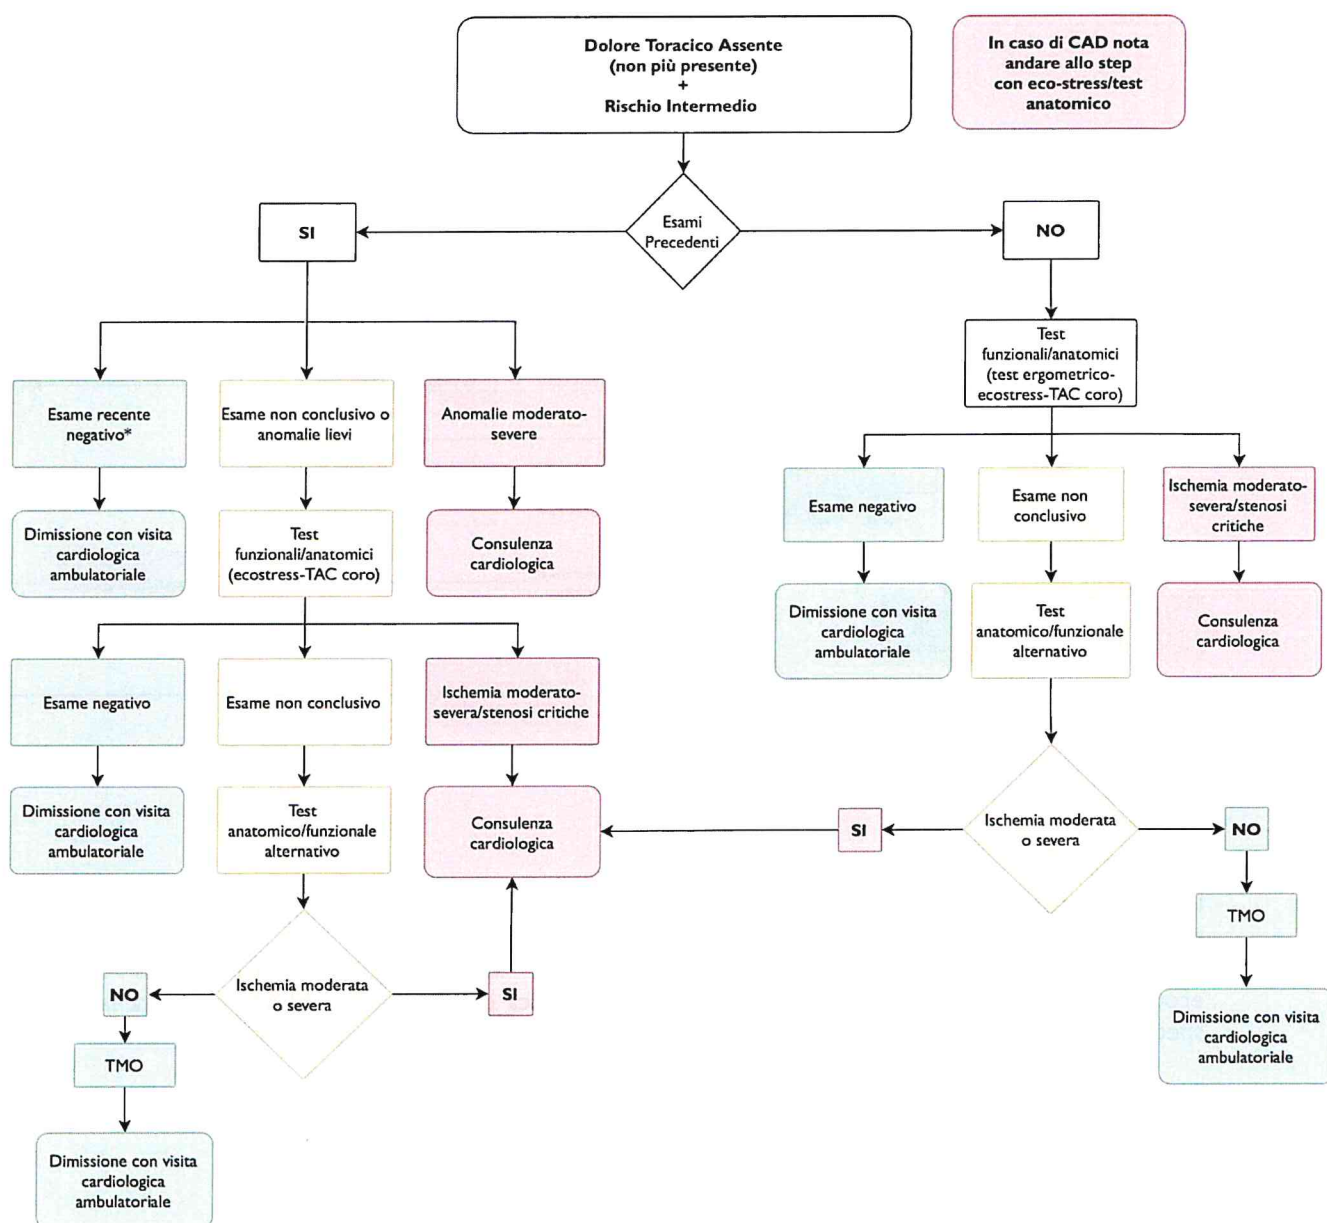 Dolore Toracico Assente
(non più presente)
+
Rischio Intermedio
In caso di CAD nota
andare allo step
con eco-stress/test
anatomico
Esami
Precedenti
SI
NO
Test
funzionali/anatomici
(test ergometrico-
ecostress-TAC coro)
Esame recente
negativo*
Esame non conclusivo o
anomalie lievi
Anomalie moderato-
severe
Esame negativo
Esame non
conclusivo
Ischemia moderato-
severa/stenosi
critiche
Dimissione con visita
cardiologica
ambulatoriale
Test
funzionali/anatomici
(ecostress-TAC coro)
Consulenza
cardiologica
Dimissione con visita
cardiologica
ambulatoriale
Test
anatomico/funzionale
alternativo
Consulenza
cardiologica
Esame negativo
Esame non conclusivo
Ischemia moderato-
severa/stenosi critiche
Dimissione con visita
cardiologica
ambulatoriale
Test
anatomico/funzionale
alternativo
Consulenza
cardiologica
SI
Ischemia moderata
o severa
NO
TMO
Dimissione con visita
cardiologica
ambulatoriale
NO
Ischemia moderata
o severa
SI
TMO
Dimissione con visita
cardiologica
ambulatoriale